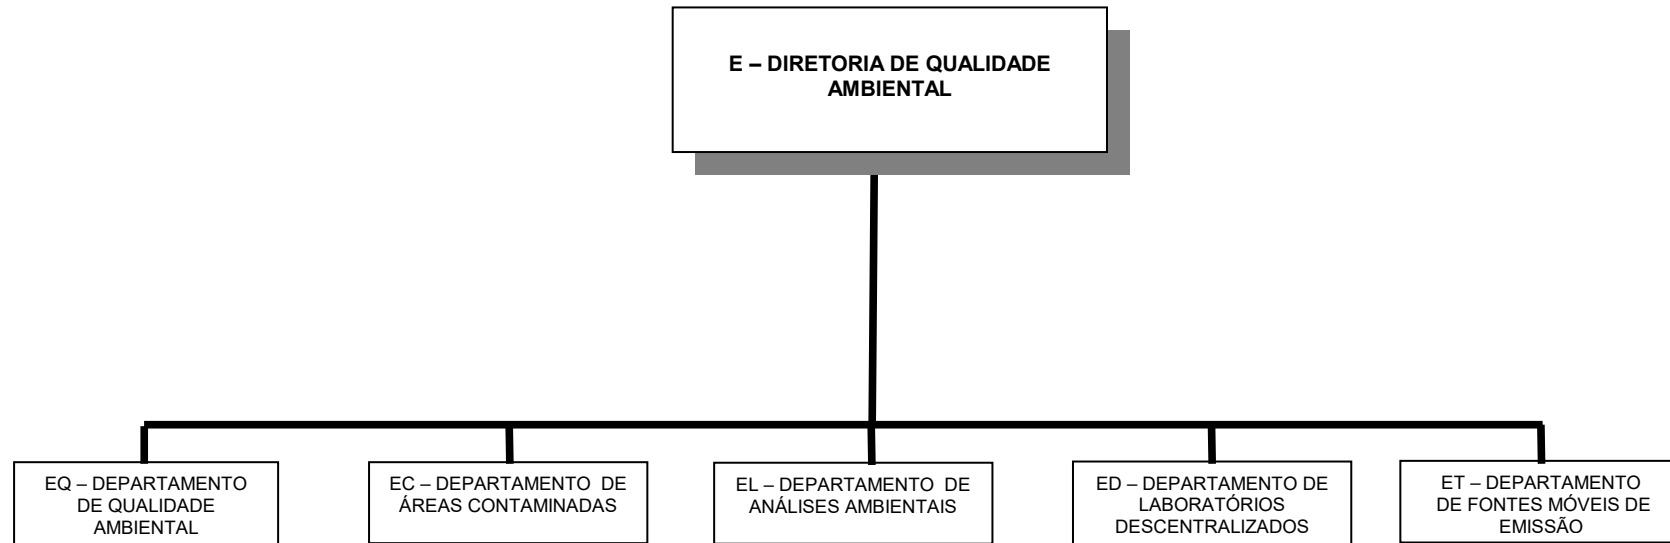 E – DIRETORIA DE QUALIDADE
AMBIENTAL
EQ – DEPARTAMENTO
DE QUALIDADE
AMBIENTAL
EC – DEPARTAMENTO DE
ÁREAS CONTAMINADAS
EL – DEPARTAMENTO DE
ANÁLISES AMBIENTAIS
ED – DEPARTAMENTO DE
LABORATÓRIOS
DESCENTRALIZADOS
ET – DEPARTAMENTO
DE FONTES MÓVEIS DE
EMISSÃO